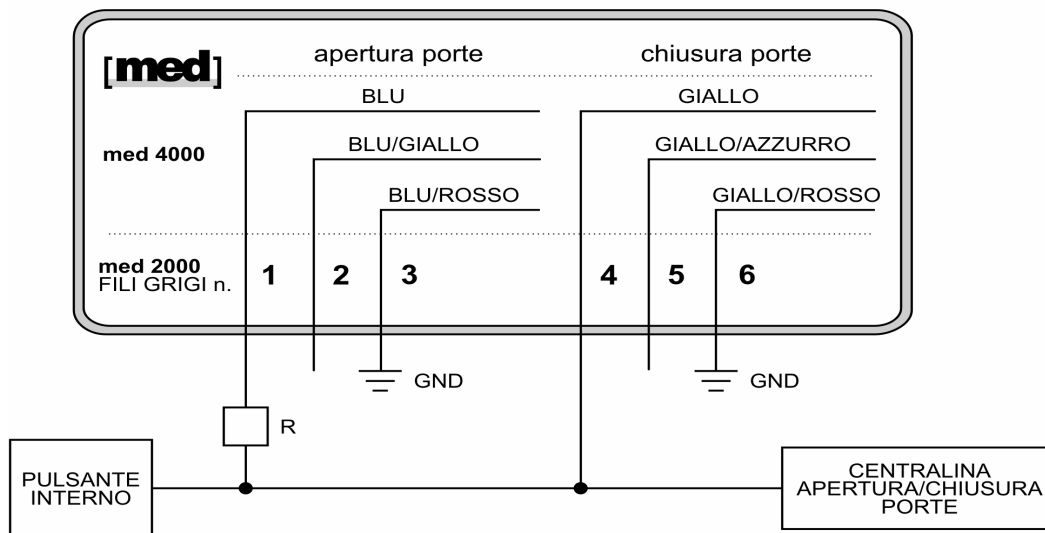 [med]
apertura porte
chiusura porte
BLU
GIALLO
med 4000
BLU/GIALLO
GIALLO/AZZURRO
BLU/ROSSO
GIALLO/ROSSO
med 2000
FILI GRIGI n.
1
2
3
4
5
6
GND
GND
R
PULSANTE
INTERNO
CENTRALINA
APERTURA/CHIUSURA
PORTE